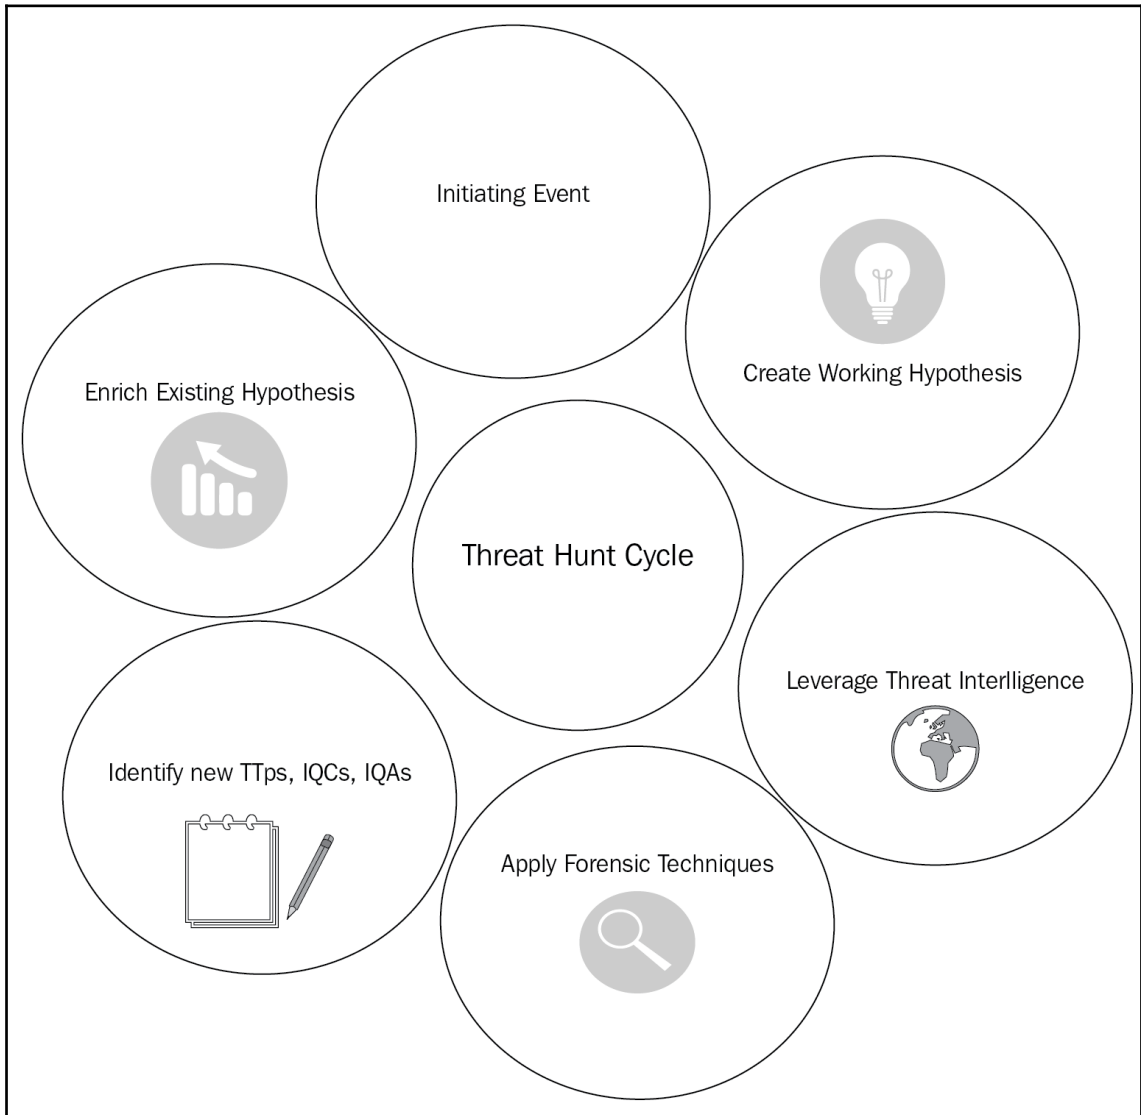 Initiating Event
Create Working Hypothesis
Enrich Existing Hypothesis
Threat Hunt Cycle
Leverage Threat Interlligence
Identify new TTps, IQCs, IQAs
Apply Forensic Techniques